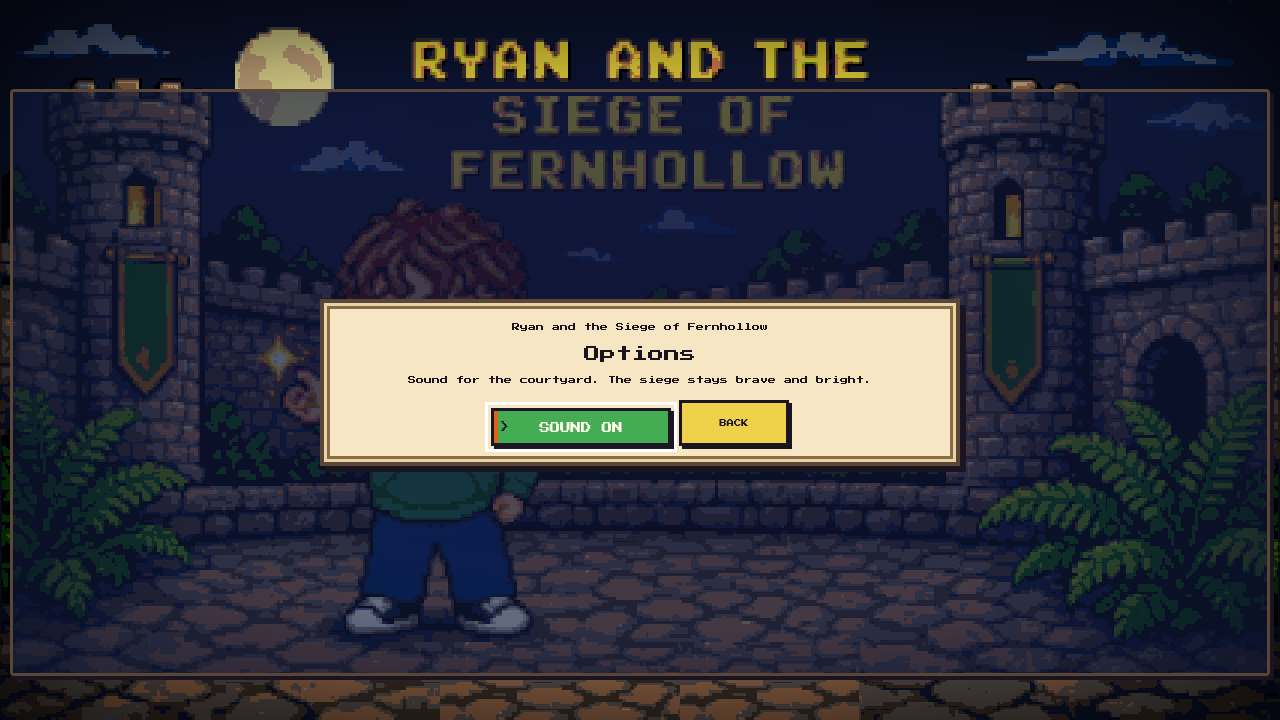 RYAN AND THE
SIEGE OF
FERNHOLLOW
Ryan and the Siege of Fernhollow
Options
Sound for the courtyard. The siege stays brave and bright.
> SOUND ON
BACK